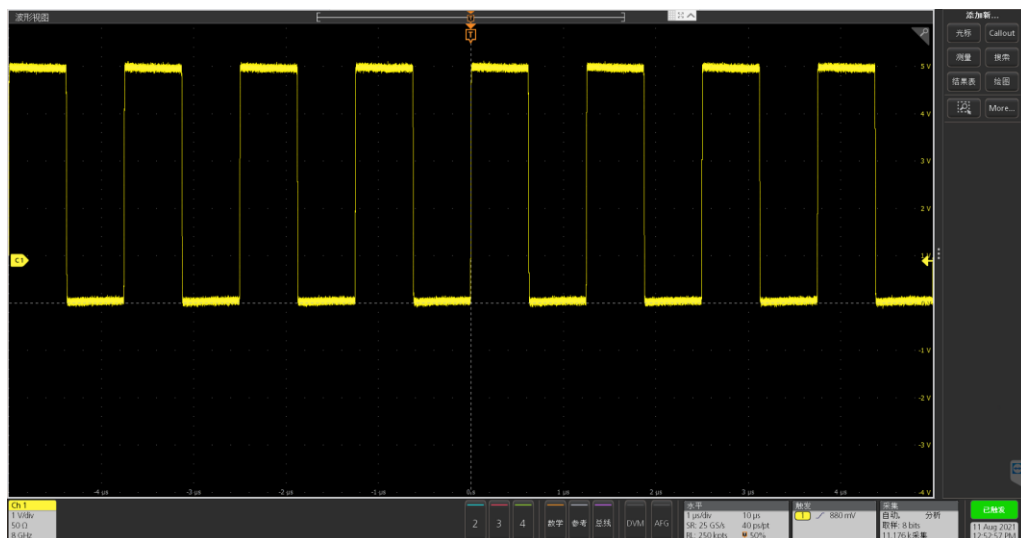 波形视图
添加新...
光标 Callout
测量 搜索
结果表 绘图
More...
T
5 V
4 V
3 V
2 V
1 V
-1 V
-2 V
-3 V
-4 V
C1
-4 µs -3 µs -2 µs -1 µs 0 s 1 µs 2 µs 3 µs 4 µs
Ch 1
1 V/div
50 Ω
8 GHz
2 3 4 数学 参考 总线 DVM AFG
水平
1 µs/div 10 µs
SR: 25 GS/s 40 ps/pt
RL: 250 kpts 50%
触发
1 880 mV
采集
自动, 分析
取样: 8 bits
11.176 k采集
已触发
11 Aug 2021
12:52:57 PM